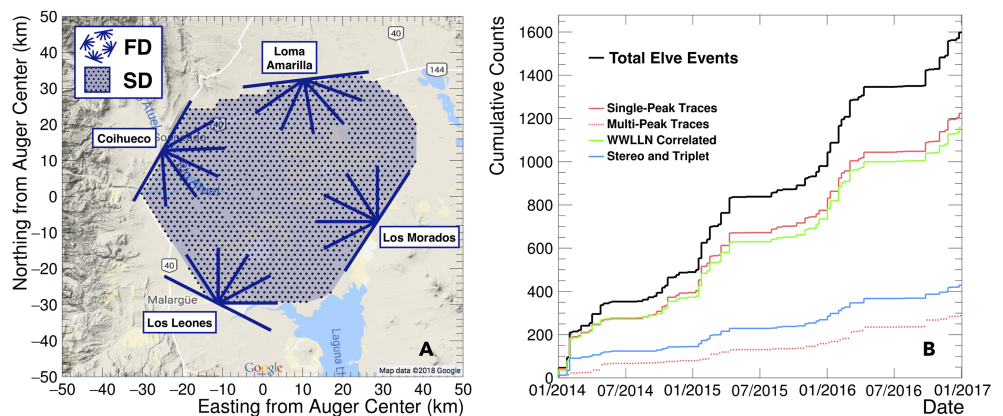 50
40
30
20
10
0
−10
−20
−30
−40
−50
Northing from Auger Center (km)
FD
SD
Loma
Amarilla
40
144
Coihueco
40
Los Morados
40
Malargüe
Los Leones
Google
A
Map data ©2018 Google
−50 −40 −30 −20 −10 0 10 20 30 40 50
Easting from Auger Center (km)
Cumulative Counts
1600
1400
1200
1000
800
600
400
200
0
Total Elve Events
Single-Peak Traces
Multi-Peak Traces
WWLLN Correlated
Stereo and Triplet
B
01/2014 07/2014 01/2015 07/2015 01/2016 07/2016 01/2017
Date